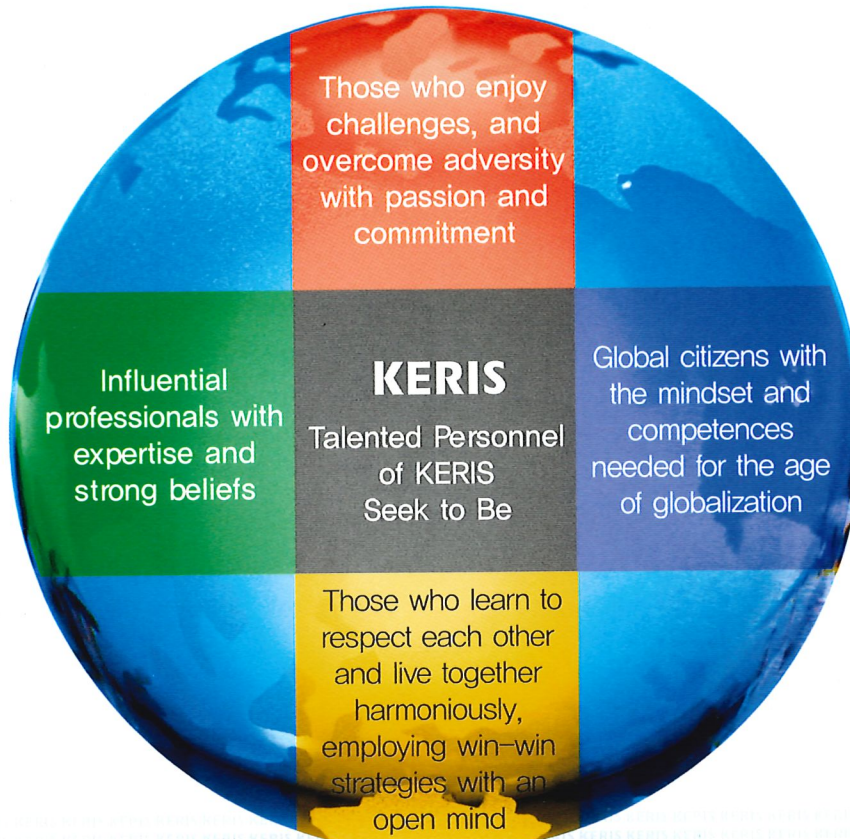 Those who enjoy
challenges, and
overcome adversity
with passion and
commitment
Influential
professionals with
expertise and
strong beliefs
KERIS
Talented Personnel
of KERIS
Seek to Be
Global citizens with
the mindset and
competences
needed for the age
of globalization
Those who learn to
respect each other
and live together
harmoniously,
employing win-win
strategies with an
open mind